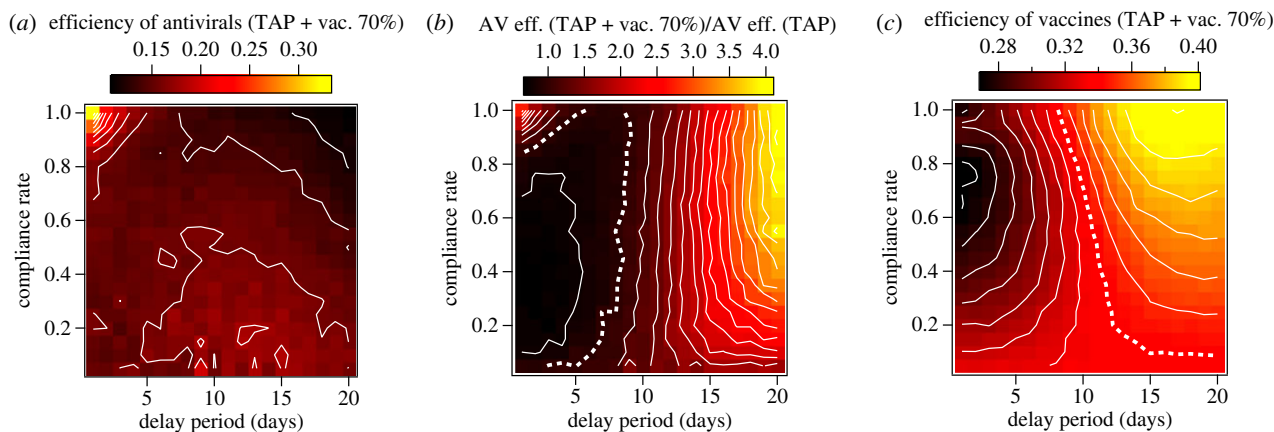 (a) efficiency of antivirals (TAP + vac. 70%)
0.15 0.20 0.25 0.30
compliance rate
1.0
0.8
0.6
0.4
0.2
5 10 15 20
delay period (days)
(b) AV eff. (TAP + vac. 70%)/AV eff. (TAP)
1.0 1.5 2.0 2.5 3.0 3.5 4.0
compliance rate
1.0
0.8
0.6
0.4
0.2
5 10 15 20
delay period (days)
(c) efficiency of vaccines (TAP + vac. 70%)
0.28 0.32 0.36 0.40
compliance rate
1.0
0.8
0.6
0.4
0.2
5 10 15 20
delay period (days)